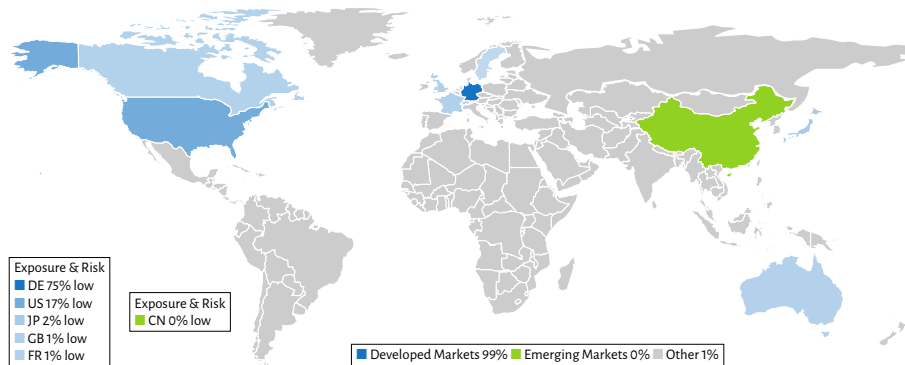 Exposure & Risk
DE 75% low
US 17% low
JP 2% low
GB 1% low
FR 1% low
Exposure & Risk
CN 0% low
Developed Markets 99% Emerging Markets 0% Other 1%